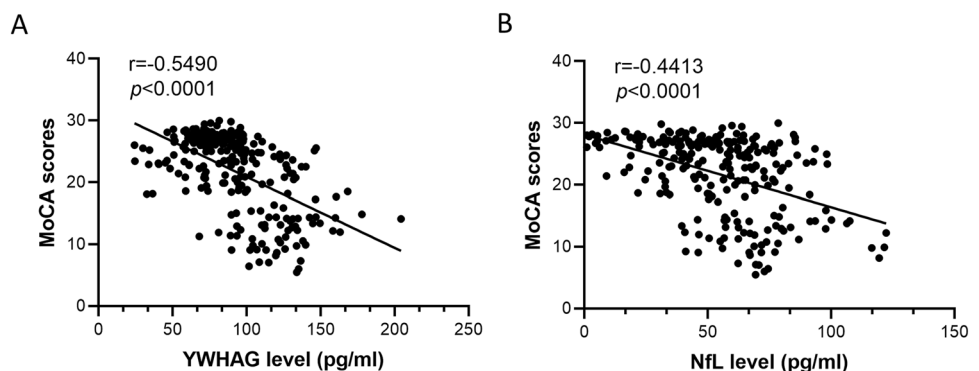 A
r=-0.5490
p<0.0001
MoCA scores
40
30
20
10
0
0 50 100 150 200 250
YWHAG level (pg/ml)
B
r=-0.4413
p<0.0001
MoCA scores
40
30
20
10
0
0 50 100 150
NfL level (pg/ml)